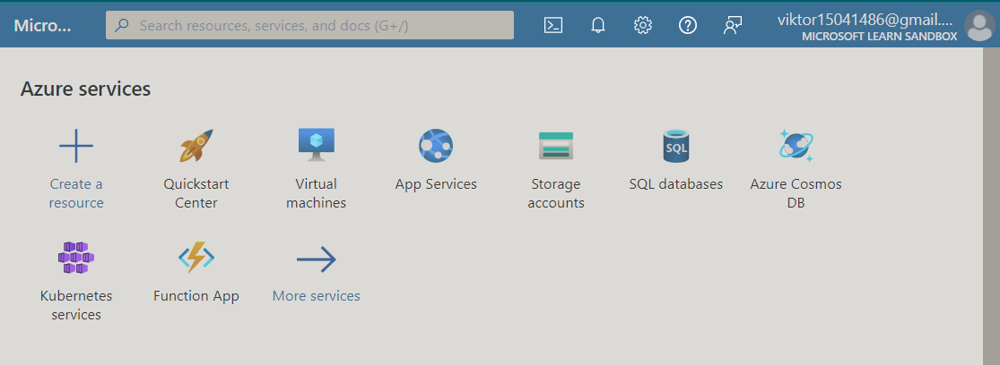 Micro...
Search resources, services, and docs (G+/)
viktor15041486@gmail....
MICROSOFT LEARN SANDBOX
Azure services
Create a
resource
Quickstart
Center
Virtual
machines
App Services
Storage
accounts
SQL
SQL databases
Azure Cosmos
DB
Kubernetes
services
Function App
More services